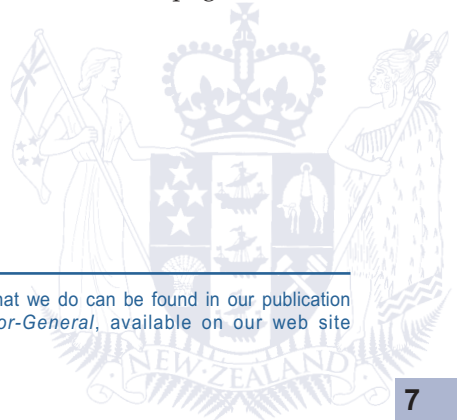 hat we do can be found in our publication
or-General, available on our web site
NEW ZEALAND
7